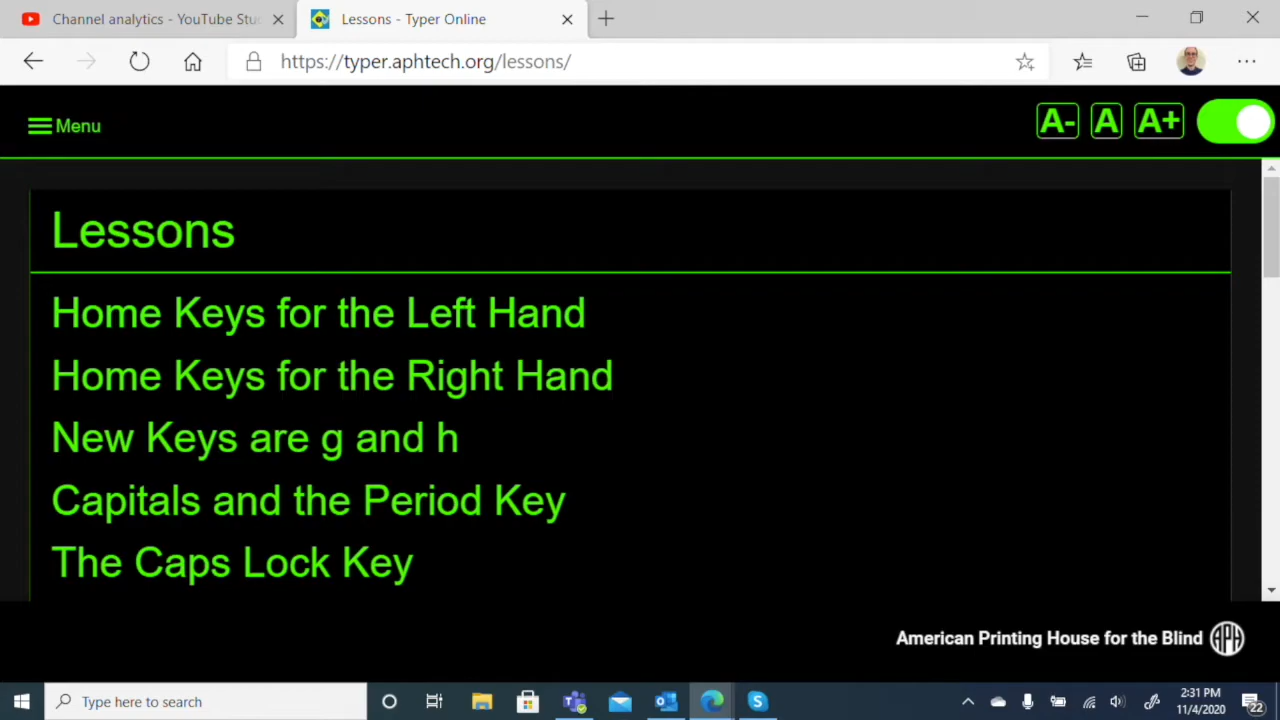 Channel analytics - YouTube Stu
Lessons - Typer Online
https://typer.aphtech.org/lessons/
Menu
A- A A+
Lessons
Home Keys for the Left Hand
Home Keys for the Right Hand
New Keys are g and h
Capitals and the Period Key
The Caps Lock Key
American Printing House for the Blind APH
Type here to search
2:31 PM
11/4/2020
22